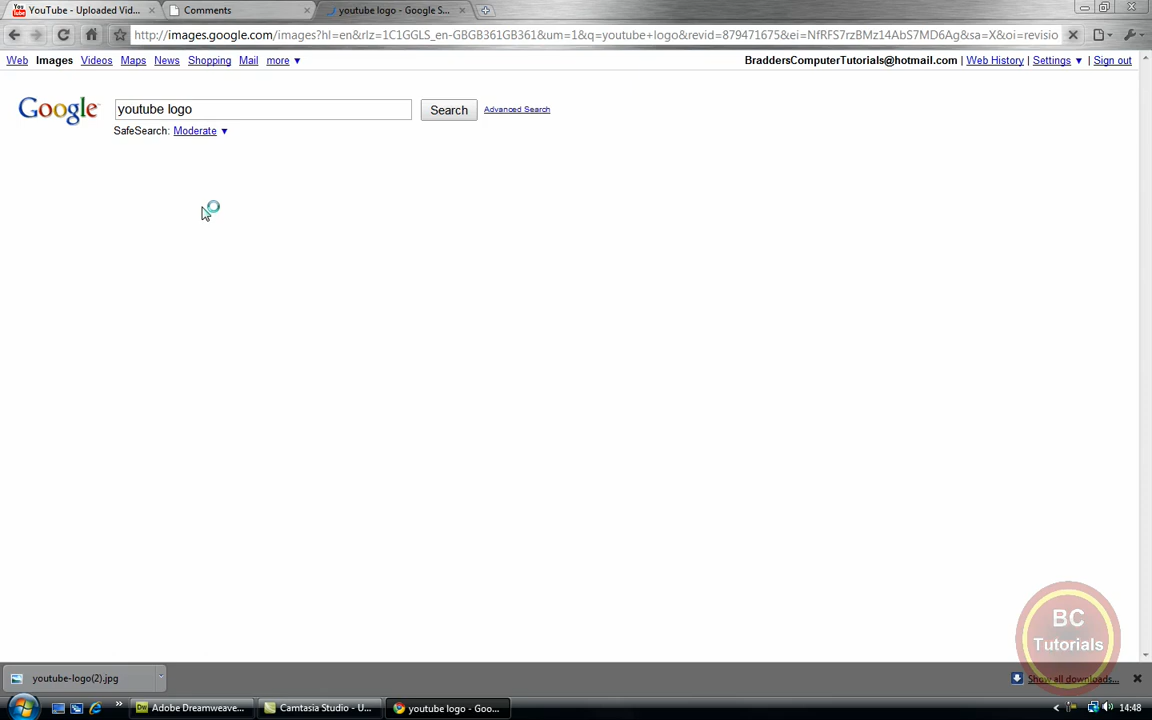 YouTube - Uploaded Vid...
Comments
youtube logo - Google S...
http://images.google.com/images?hl=en&rlz=1C1GGLS_en-GBGB361GB361&um=1&q=youtube+logo&revid=879471675&ei=NfRFS7rzBMz14AbS7MD6Ag&sa=X&oi=revisio
Web Images Videos Maps News Shopping Mail more ▼
BraddersComputerTutorials@hotmail.com | Web History | Settings ▼ | Sign out
Google
youtube logo
Search
Advanced Search
SafeSearch: Moderate ▼
BC
Tutorials
youtube-logo(2).jpg
Show all downloads...
Adobe Dreamweave...
Camtasia Studio - U...
youtube logo - Goo...
14:48